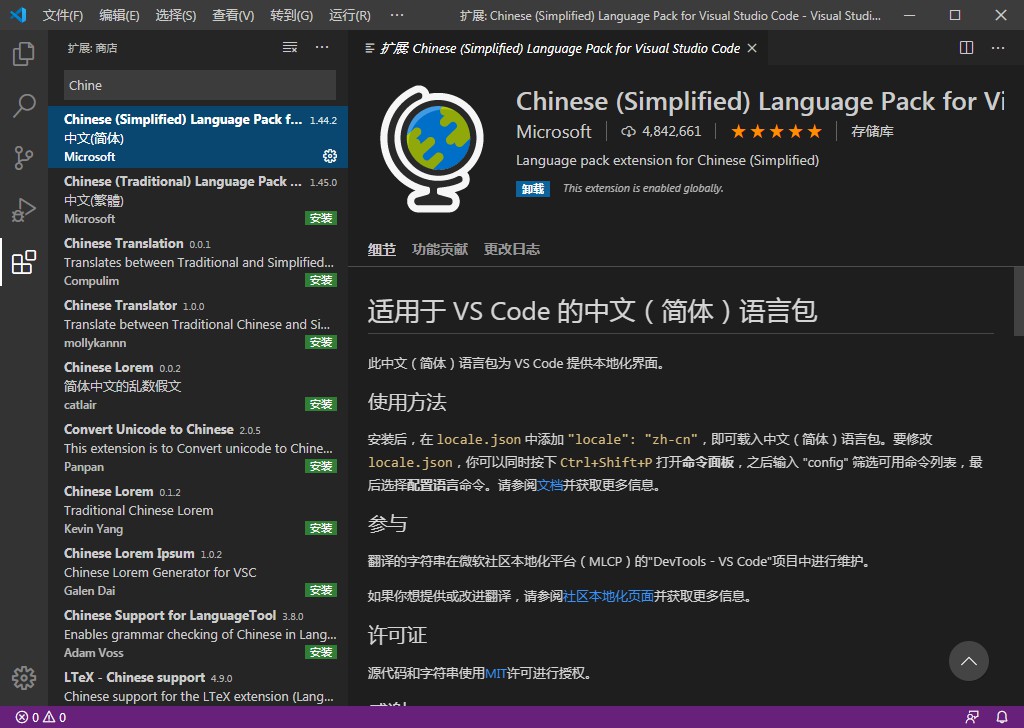 文件(F) 编辑(E) 选择(S) 查看(V) 转到(G) 运行(R) ··· 扩展: Chinese (Simplified) Language Pack for Visual Studio Code - Visual Studi...
扩展: 商店
Chine
Chinese (Simplified) Language Pack f... 1.44.2
中文(简体)
Microsoft
Chinese (Traditional) Language Pack ... 1.45.0
中文(繁體)
Microsoft 安装
Chinese Translation 0.0.1
Translates between Traditional and Simplified...
Compulim 安装
Chinese Translator 1.0.0
Translate between Traditional Chinese and Si...
mollykannn 安装
Chinese Lorem 0.0.2
简体中文的乱数假文
catlair 安装
Convert Unicode to Chinese 2.0.5
This extension is to Convert unicode to Chine...
Panpan 安装
Chinese Lorem 0.1.2
Traditional Chinese Lorem
Kevin Yang 安装
Chinese Lorem Ipsum 1.0.2
Chinese Lorem Generator for VSC
Galen Dai 安装
Chinese Support for LanguageTool 3.8.0
Enables grammar checking of Chinese in Lang...
Adam Voss 安装
LTeX - Chinese support 4.9.0
Chinese support for the LTeX extension (Lang...
扩展 Chinese (Simplified) Language Pack for Visual Studio Code
Chinese (Simplified) Language Pack for Vi
Microsoft 4,842,661 ★★★★★ 存储库
Language pack extension for Chinese (Simplified)
卸载 This extension is enabled globally.
细节 功能贡献 更改日志
适用于 VS Code 的中文（简体）语言包
此中文（简体）语言包为 VS Code 提供本地化界面。
使用方法
安装后，在 locale.json 中添加 "locale": "zh-cn"，即可载入中文（简体）语言包。要修改
locale.json，你可以同时按下 Ctrl+Shift+P 打开命令面板，之后输入 "config" 筛选可用命令列表，最
后选择配置语言命令。请参阅文档并获取更多信息。
参与
翻译的字符串在微软社区本地化平台（MLCP）的"DevTools - VS Code"项目中进行维护。
如果你想提供或改进翻译，请参阅社区本地化页面并获取更多信息。
许可证
源代码和字符串使用MIT许可进行授权。
0 0